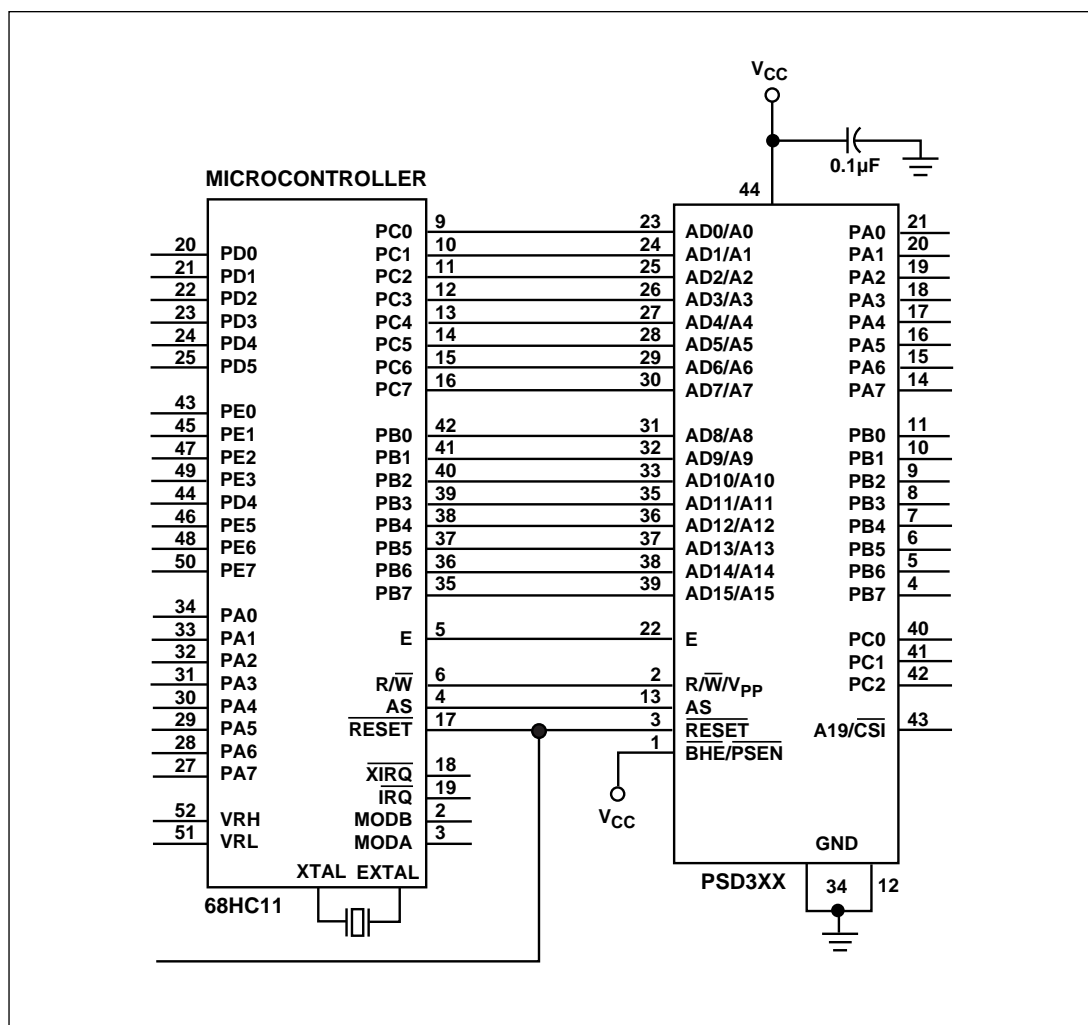 V_CC
0.1µF
44
MICROCONTROLLER
PC0 9 23 AD0/A0 PA0 21
20 PD0 PC1 10 24 AD1/A1 PA1 20
21 PD1 PC2 11 25 AD2/A2 PA2 19
22 PD2 PC3 12 26 AD3/A3 PA3 18
23 PD3 PC4 13 27 AD4/A4 PA4 17
24 PD4 PC5 14 28 AD5/A5 PA5 16
25 PD5 PC6 15 29 AD6/A6 PA6 15
PC7 16 30 AD7/A7 PA7 14
43 PE0
45 PE1 PB0 42 31 AD8/A8 PB0 11
47 PE2 PB1 41 32 AD9/A9 PB1 10
49 PE3 PB2 40 33 AD10/A10 PB2 9
44 PD4 PB3 39 35 AD11/A11 PB3 8
46 PE5 PB4 38 36 AD12/A12 PB4 7
48 PE6 PB5 37 37 AD13/A13 PB5 6
50 PE7 PB6 36 38 AD14/A14 PB6 5
PB7 35 39 AD15/A15 PB7 4
34 PA0
33 PA1 E 5 22 E PC0 40
32 PA2 PC1 41
31 PA3 R/W̅ 6 2 R/W̅/V_PP PC2 42
30 PA4 AS 4 13 AS
29 PA5 R̅E̅S̅E̅T̅ 17 3 R̅E̅S̅E̅T̅ A19/C̅S̅I̅ 43
28 PA6 1 B̅H̅E̅/P̅S̅E̅N̅
27 PA7 X̅I̅R̅Q̅ 18
I̅R̅Q̅ 19
52 VRH MODB 2 V_CC
51 VRL MODA 3
GND
XTAL EXTAL
68HC11
PSD3XX 34 12